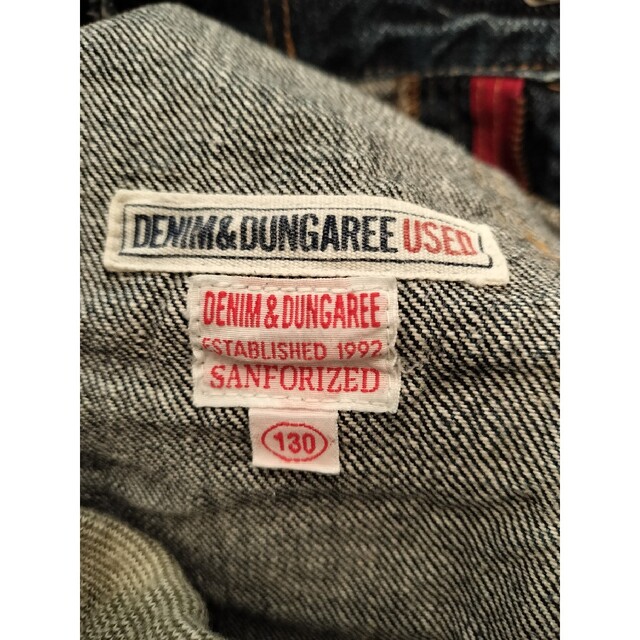 DENIM&DUNGAREE USED
DENIM & DUNGAREE
ESTABLISHED 1992
SANFORIZED
130